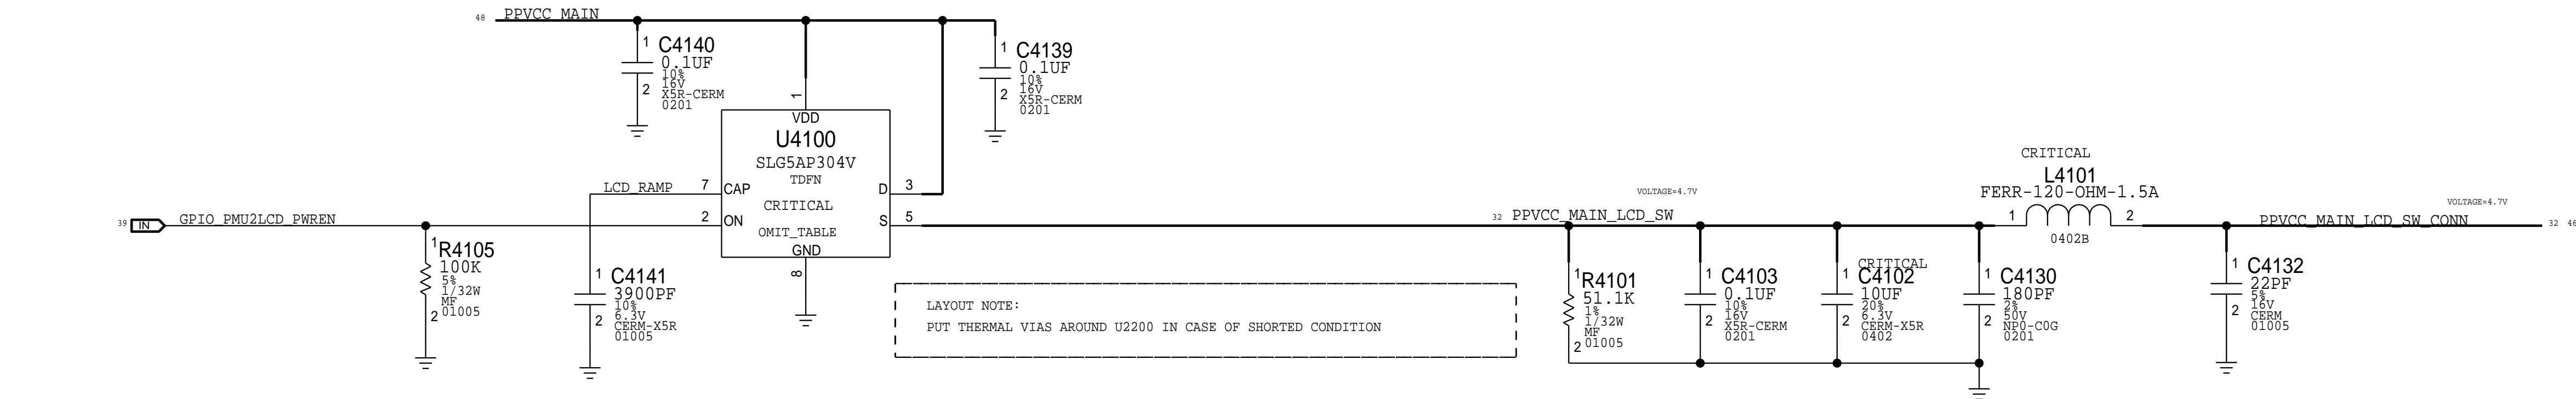 48 PPVCC_MAIN
1 C4140
0.1UF
10%
16V
2 X5R-CERM
0201
1 C4139
0.1UF
10%
16V
2 X5R-CERM
0201
1
VDD
U4100
SLG5AP304V
TDFN
LCD_RAMP 7 CAP
D 3
CRITICAL
39 IN GPIO_PMU2LCD_PWREN 2 ON
S 5
OMIT_TABLE
GND
8
1 R4105
100K
5%
1/32W
MF
2 01005
1 C4141
3900PF
10%
6.3V
2 CERM-X5R
01005
LAYOUT NOTE:
PUT THERMAL VIAS AROUND U2200 IN CASE OF SHORTED CONDITION
VOLTAGE=4.7V
32 PPVCC_MAIN_LCD_SW
1 R4101
51.1K
1%
1/32W
MF
2 01005
1 C4103
0.1UF
10%
16V
2 X5R-CERM
0201
CRITICAL
1 C4102
10UF
20%
6.3V
2 CERM-X5R
0402
1 C4130
180PF
2%
50V
2 NP0-C0G
0201
CRITICAL
L4101
FERR-120-OHM-1.5A
1 2
0402B
VOLTAGE=4.7V
PPVCC_MAIN_LCD_SW_CONN 32 46
1 C4132
22PF
5%
16V
2 CERM
01005